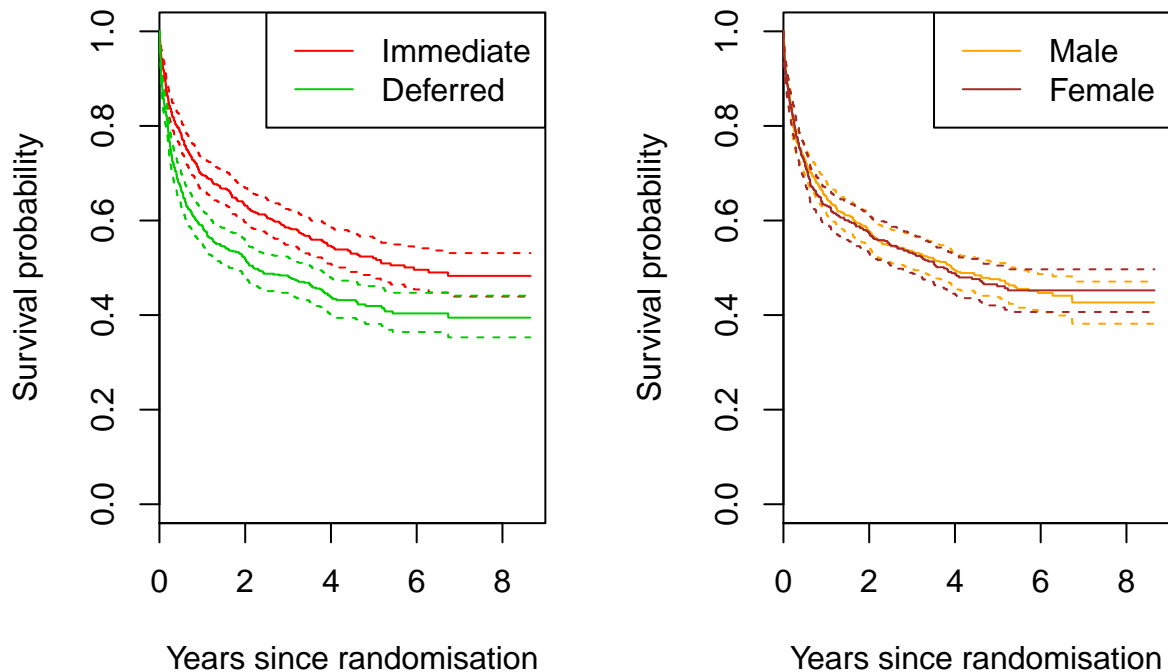 Immediate
Deferred
Survival probability
1.0
0.8
0.6
0.4
0.2
0.0
0 2 4 6 8
Years since randomisation
Male
Female
Survival probability
1.0
0.8
0.6
0.4
0.2
0.0
0 2 4 6 8
Years since randomisation